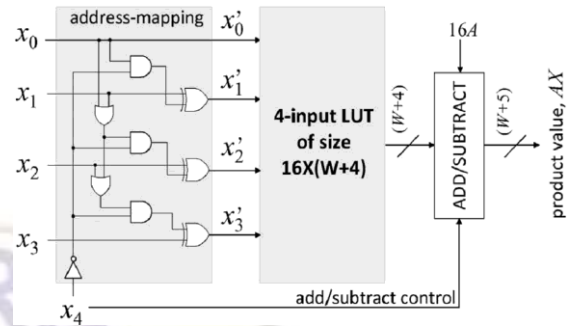 address-mapping
x0
x1
x2
x3
x4
x'0
x'1
x'2
x'3
4-input LUT
of size
16X(W+4)
(W+4)
16A
ADD/SUBTRACT
(W+5)
product value, AX
add/subtract control